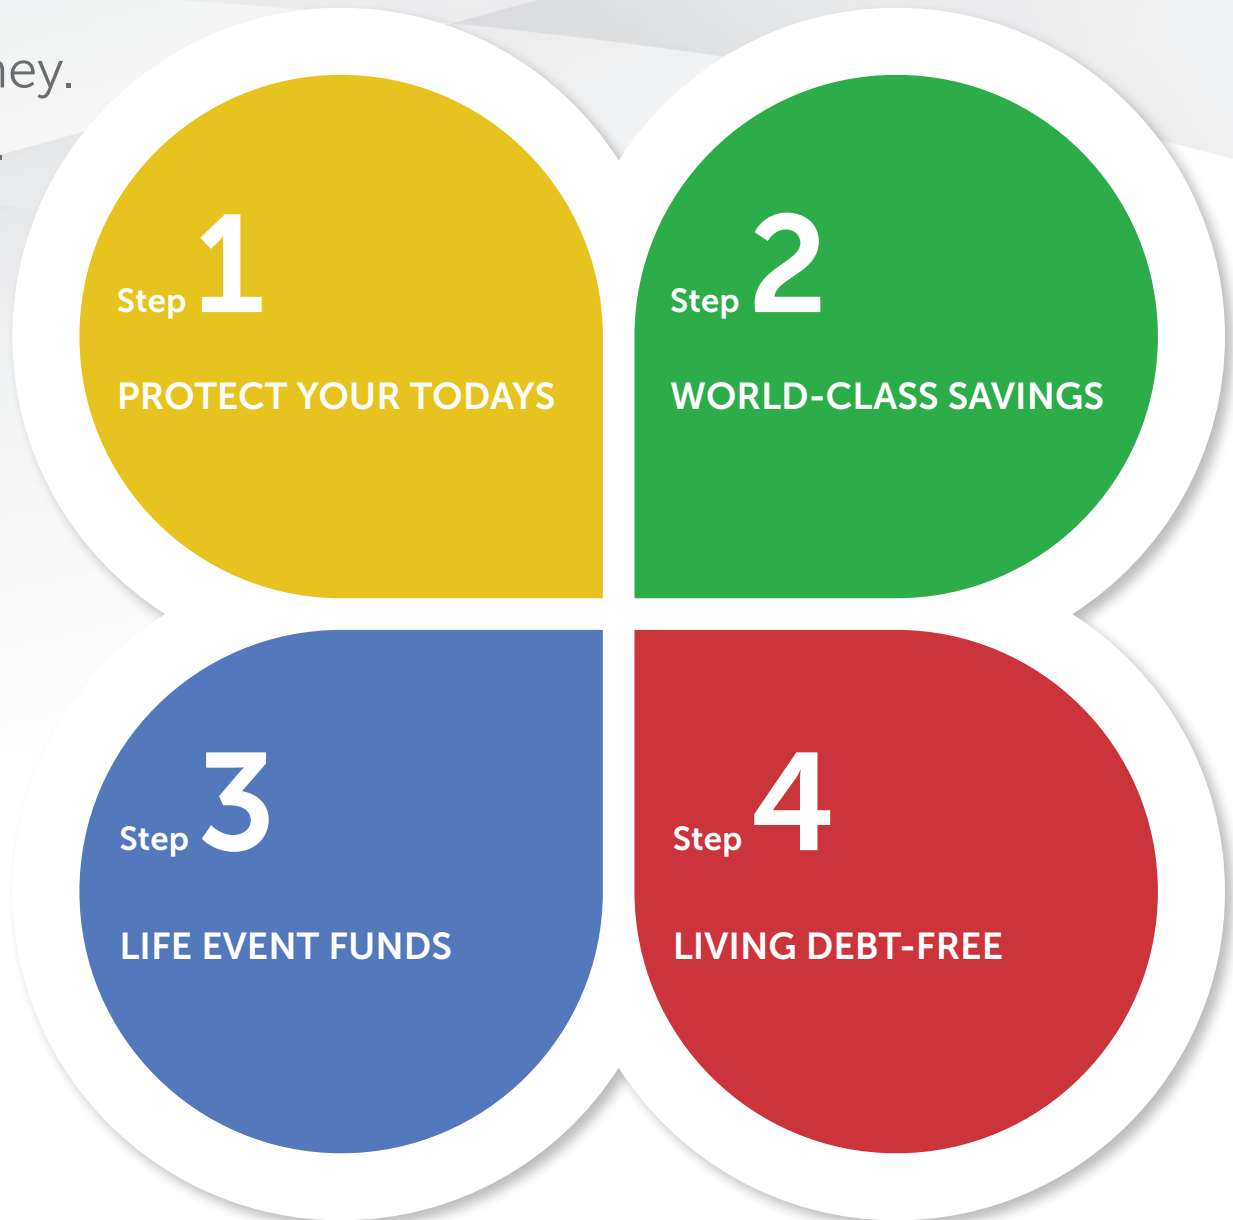 ney.
.
Step 1
PROTECT YOUR TODAYS
Step 2
WORLD-CLASS SAVINGS
Step 3
LIFE EVENT FUNDS
Step 4
LIVING DEBT-FREE